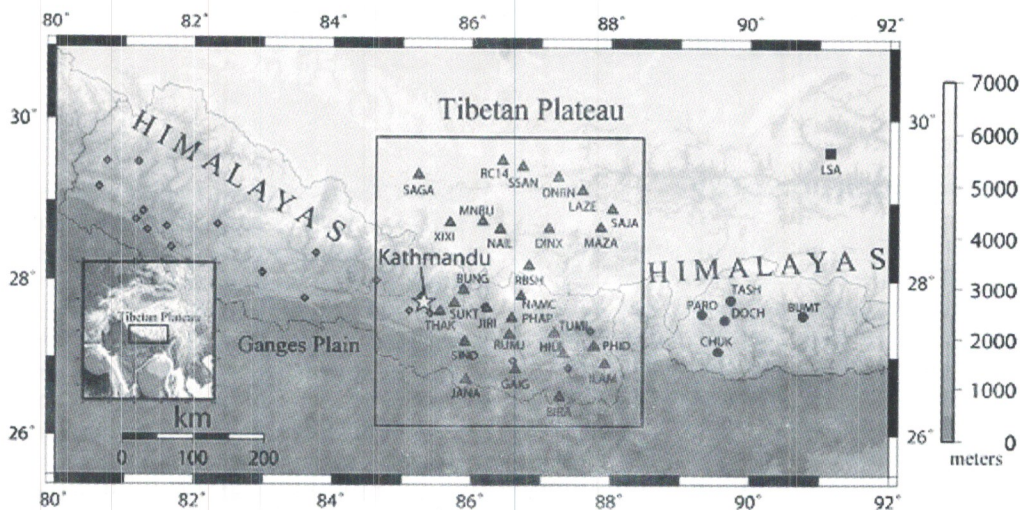 80° 82° 84° 86° 88° 90° 92°
7000
30° 30°
Tibetan Plateau
6000
HIMALAYAS
LSA
RC14
SSAN
SAGA
ONRN
5000
LAZE
MNBU
SAJA
XIXI
NAIL
DINX
MAZA
4000
Kathmandu
HIMALAYAS
28° 28°
BUNG
RBSH
TASH
3000
NAMC
PARO
DOCH
BUMT
Tibetan Plateau
THAK
SUKT
JIRI
PHAP
TUMJ
2000
Ganges Plain
SIND
RUMJ
HILE
PHID
CHUK
GAIG
ILAM
JANA
1000
BIRA
km
26° 26°
0 100 200
0
meters
80° 82° 84° 86° 88° 90° 92°